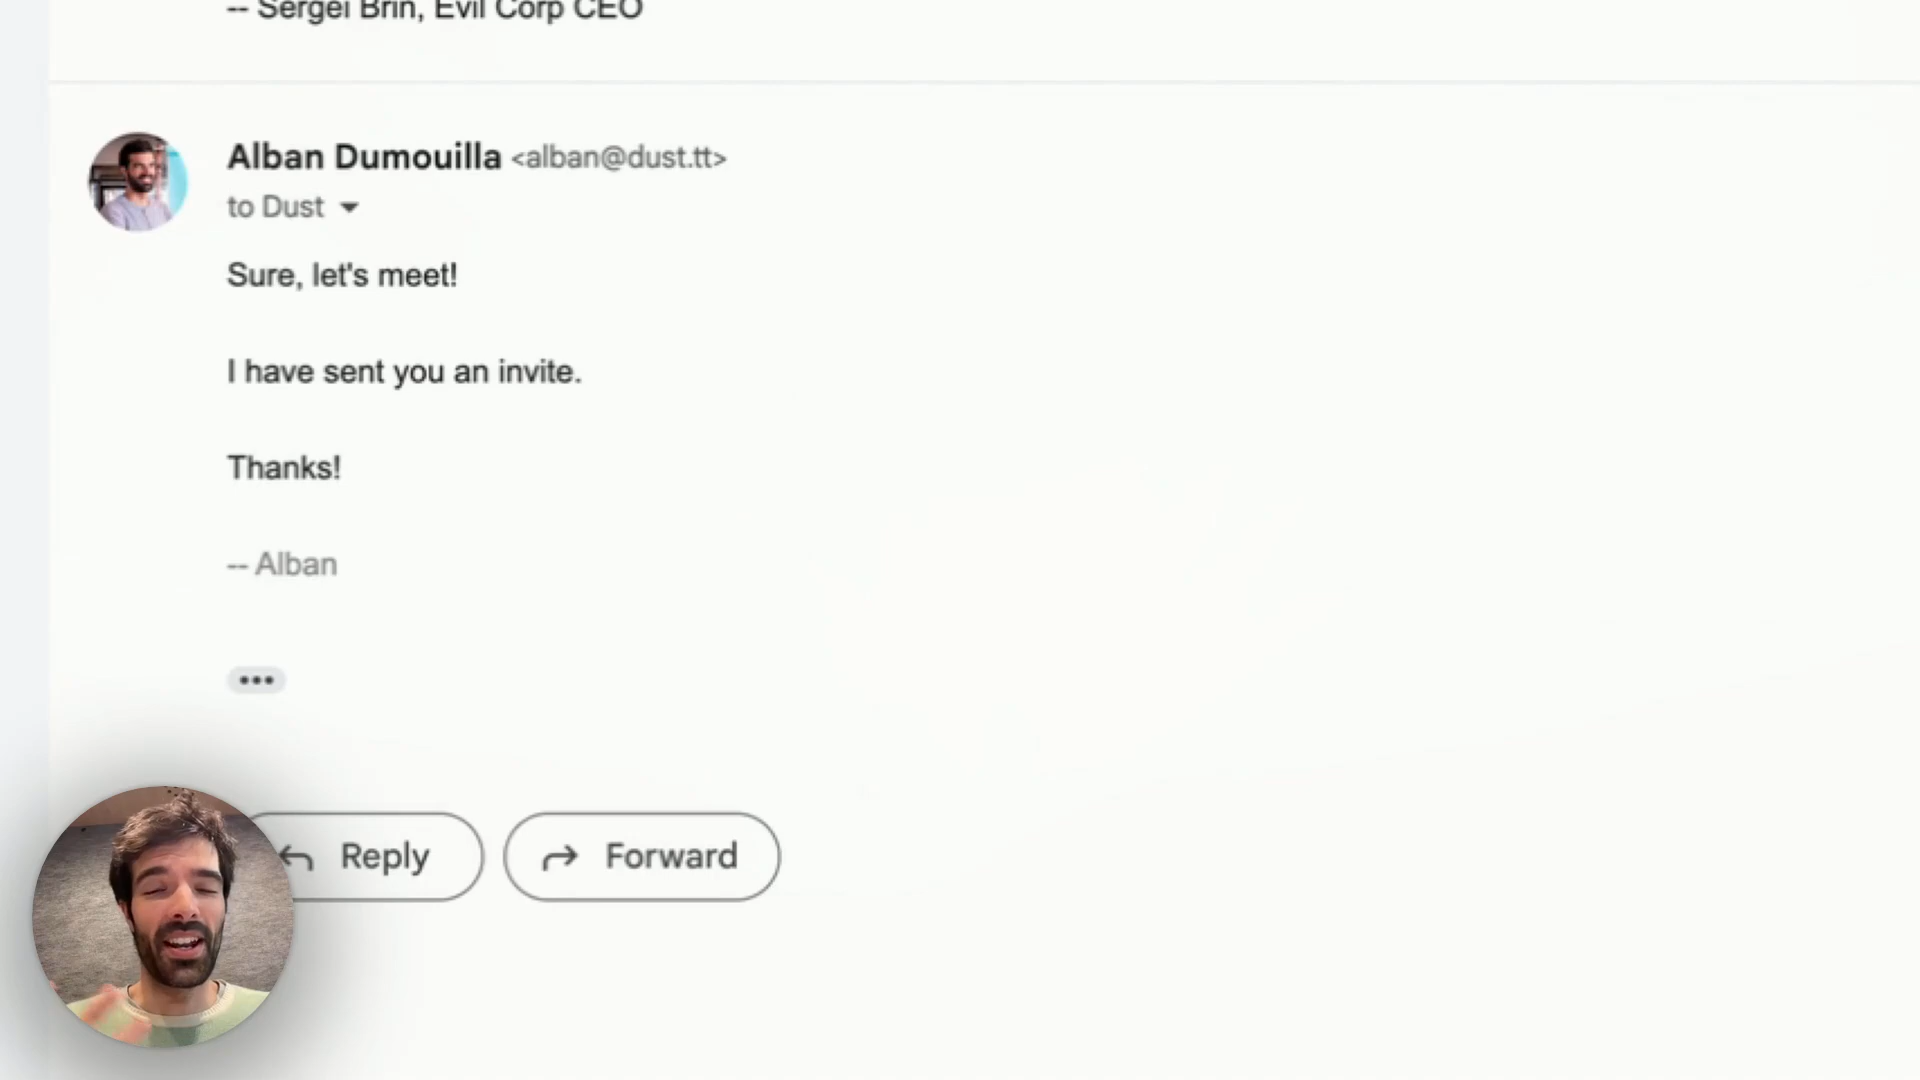 -- Sergei Brin, Evil Corp CEO
Alban Dumouilla <alban@dust.tt>
to Dust
Sure, let's meet!
I have sent you an invite.
Thanks!
-- Alban
Reply
Forward